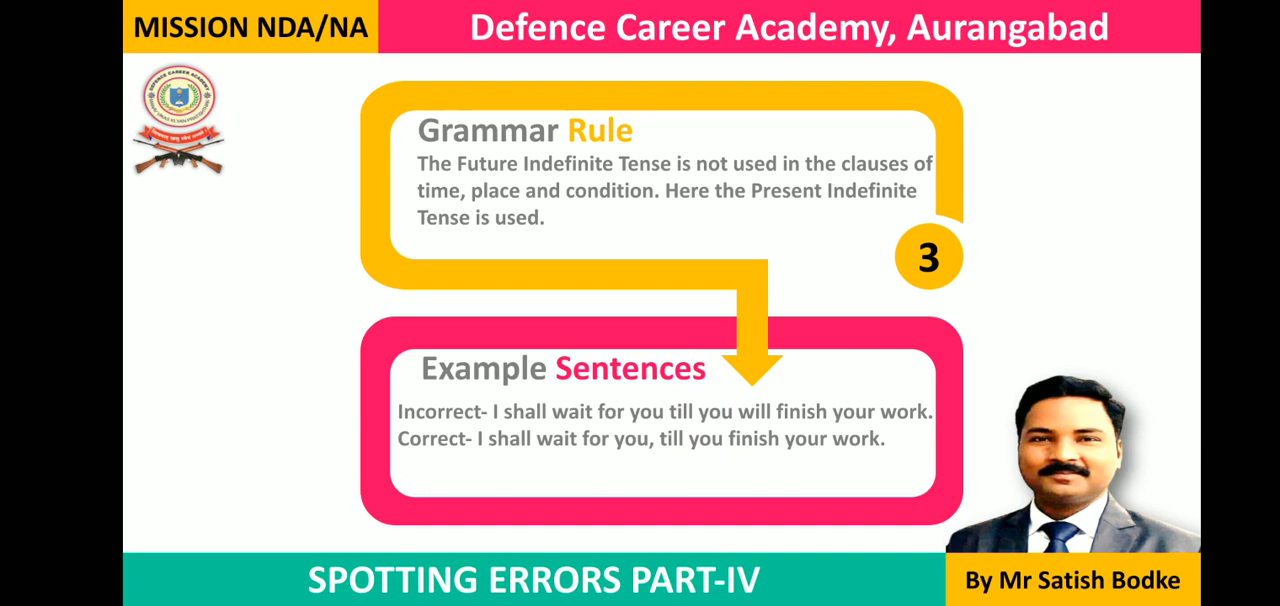 MISSION NDA/NA
Defence Career Academy, Aurangabad
DEFENCE CAREER ACADEMY
Grammar Rule
The Future Indefinite Tense is not used in the clauses of
time, place and condition. Here the Present Indefinite
Tense is used.
3
Example Sentences
Incorrect- I shall wait for you till you will finish your work.
Correct- I shall wait for you, till you finish your work.
SPOTTING ERRORS PART-IV
By Mr Satish Bodke